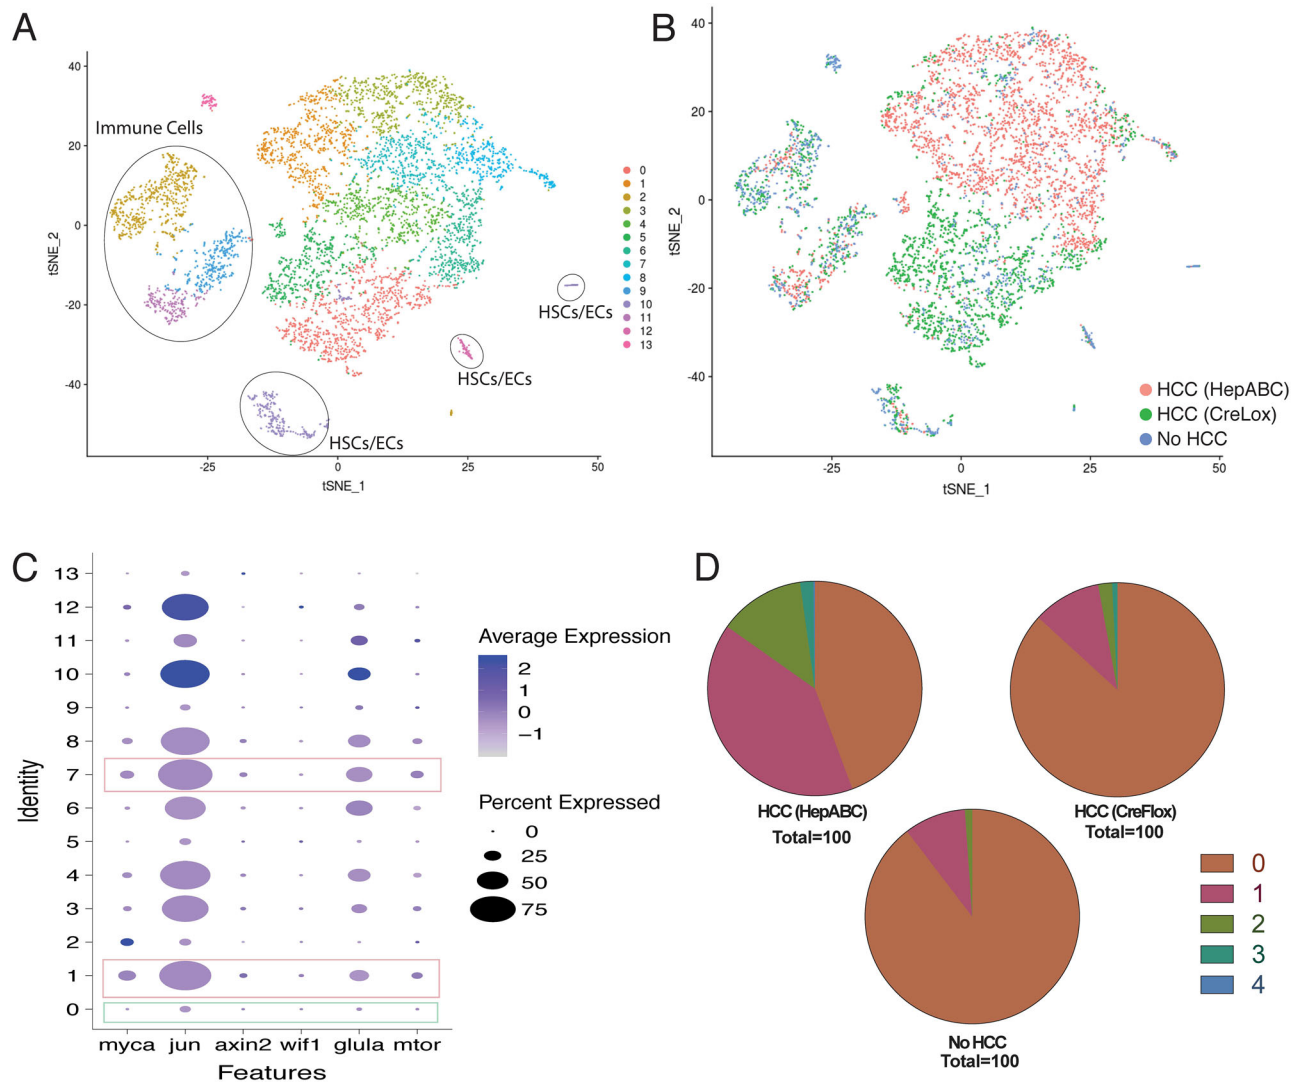 A
40
20
0
-20
-40
tSNE_2
-25
0
25
50
tSNE_1
Immune Cells
HSCs/ECs
HSCs/ECs
HSCs/ECs
0
1
2
3
4
5
6
7
8
9
10
11
12
13
B
40
20
0
-20
-40
tSNE_2
-25
0
25
50
tSNE_1
HCC (HepABC)
HCC (CreLox)
No HCC
C
13
12
11
10
9
8
7
6
5
4
3
2
1
0
Identity
myca jun axin2 wif1 glula mtor
Features
Average Expression
2
1
0
−1
Percent Expressed
0
25
50
75
D
HCC (HepABC)
Total=100
HCC (CreFlox)
Total=100
No HCC
Total=100
0
1
2
3
4